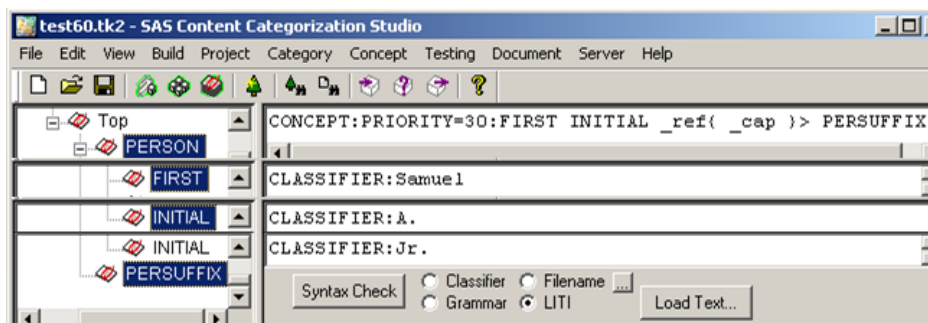 test60.tk2 - SAS Content Categorization Studio
File Edit View Build Project Category Concept Testing Document Server Help
Top
CONCEPT:PRIORITY=30:FIRST INITIAL _ref{ _cap }> PERSUFFIX
PERSON
FIRST
CLASSIFIER:Samuel
INITIAL
CLASSIFIER:A.
INITIAL
CLASSIFIER:Jr.
PERSUFFIX
Syntax Check Classifier Filename ...
Grammar LITI Load Text...